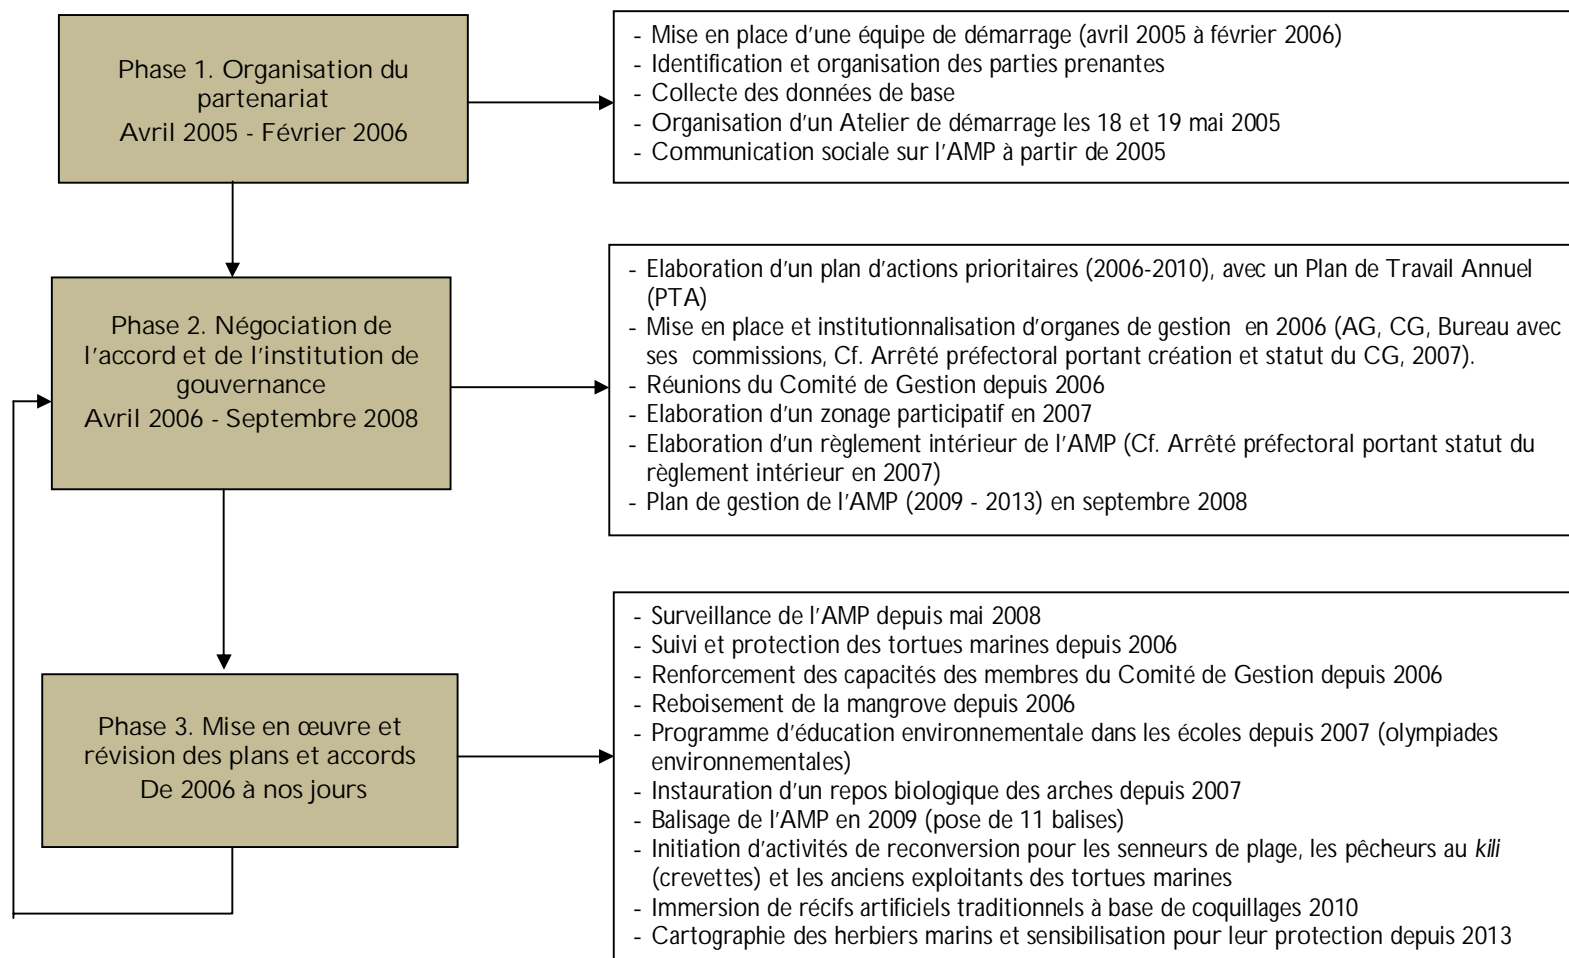 Phase 1. Organisation du
partenariat
Avril 2005 - Février 2006
- Mise en place d'une équipe de démarrage (avril 2005 à février 2006)
- Identification et organisation des parties prenantes
- Collecte des données de base
- Organisation d'un Atelier de démarrage les 18 et 19 mai 2005
- Communication sociale sur l'AMP à partir de 2005
Phase 2. Négociation de
l'accord et de l'institution de
gouvernance
Avril 2006 - Septembre 2008
- Elaboration d'un plan d'actions prioritaires (2006-2010), avec un Plan de Travail Annuel
(PTA)
- Mise en place et institutionnalisation d'organes de gestion en 2006 (AG, CG, Bureau avec
ses commissions, Cf. Arrêté préfectoral portant création et statut du CG, 2007).
- Réunions du Comité de Gestion depuis 2006
- Elaboration d'un zonage participatif en 2007
- Elaboration d'un règlement intérieur de l'AMP (Cf. Arrêté préfectoral portant statut du
règlement intérieur en 2007)
- Plan de gestion de l'AMP (2009 - 2013) en septembre 2008
Phase 3. Mise en œuvre et
révision des plans et accords
De 2006 à nos jours
- Surveillance de l'AMP depuis mai 2008
- Suivi et protection des tortues marines depuis 2006
- Renforcement des capacités des membres du Comité de Gestion depuis 2006
- Reboisement de la mangrove depuis 2006
- Programme d'éducation environnementale dans les écoles depuis 2007 (olympiades
environnementales)
- Instauration d'un repos biologique des arches depuis 2007
- Balisage de l'AMP en 2009 (pose de 11 balises)
- Initiation d'activités de reconversion pour les senneurs de plage, les pêcheurs au kili
(crevettes) et les anciens exploitants des tortues marines
- Immersion de récifs artificiels traditionnels à base de coquillages 2010
- Cartographie des herbiers marins et sensibilisation pour leur protection depuis 2013